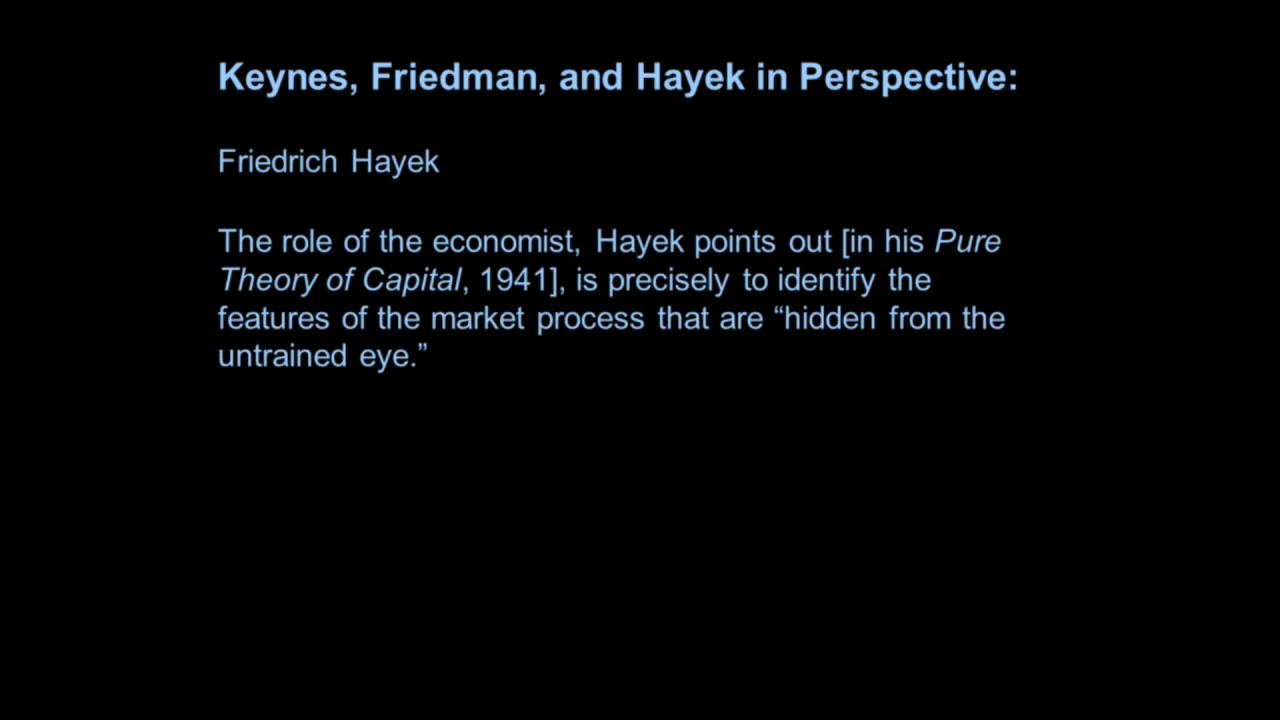 Keynes, Friedman, and Hayek in Perspective:
Friedrich Hayek
The role of the economist, Hayek points out [in his Pure
Theory of Capital, 1941], is precisely to identify the
features of the market process that are “hidden from the
untrained eye.”